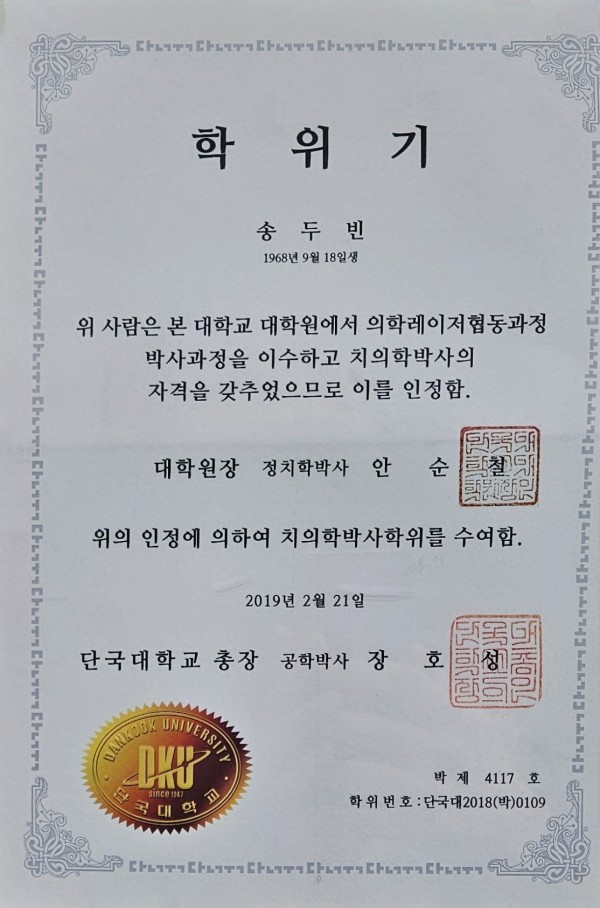 학 위 기
송 두 빈
1968년 9월 18일생
위 사람은 본 대학교 대학원에서 의학레이저협동과정
박사과정을 이수하고 치의학박사의
자격을 갖추었으므로 이를 인정함.
대학원장 정치학박사 안 순 철
위의 인정에 의하여 치의학박사학위를 수여함.
2019년 2월 21일
단국대학교 총장 공학박사 장 호 성
DANKOOK UNIVERSITY
DKU
Since 1947
단국대학교
박 제 4117 호
학위번호 : 단국대2018(박)0109